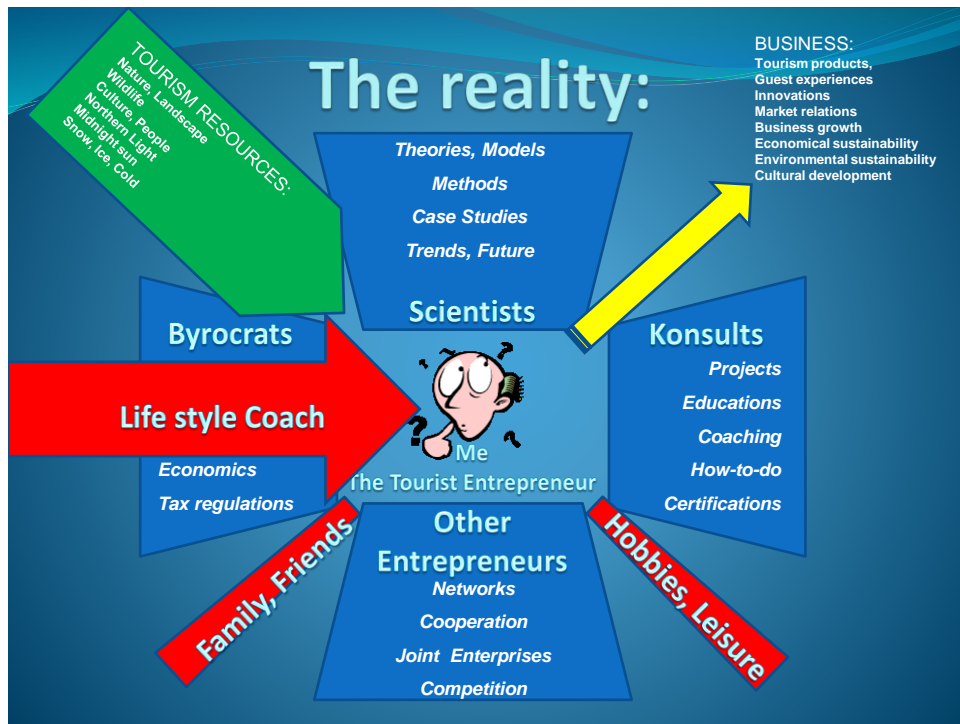 The reality:
TOURISM RESOURCES:
Nature, Landscape
Wildlife
Culture, People
Northern Light
Midnight sun
Snow, Ice, Cold
BUSINESS:
Tourism products,
Guest experiences
Innovations
Market relations
Business growth
Economical sustainability
Environmental sustainability
Cultural development
Theories, Models
Methods
Case Studies
Trends, Future
Scientists
Byrocrats
Life style Coach
Economics
Tax regulations
Konsults
Projects
Educations
Coaching
How-to-do
Certifications
? ? ? ?
Me
The Tourist Entrepreneur
Family, Friends
Hobbies, Leisure
Other
Entrepreneurs
Networks
Cooperation
Joint Enterprises
Competition